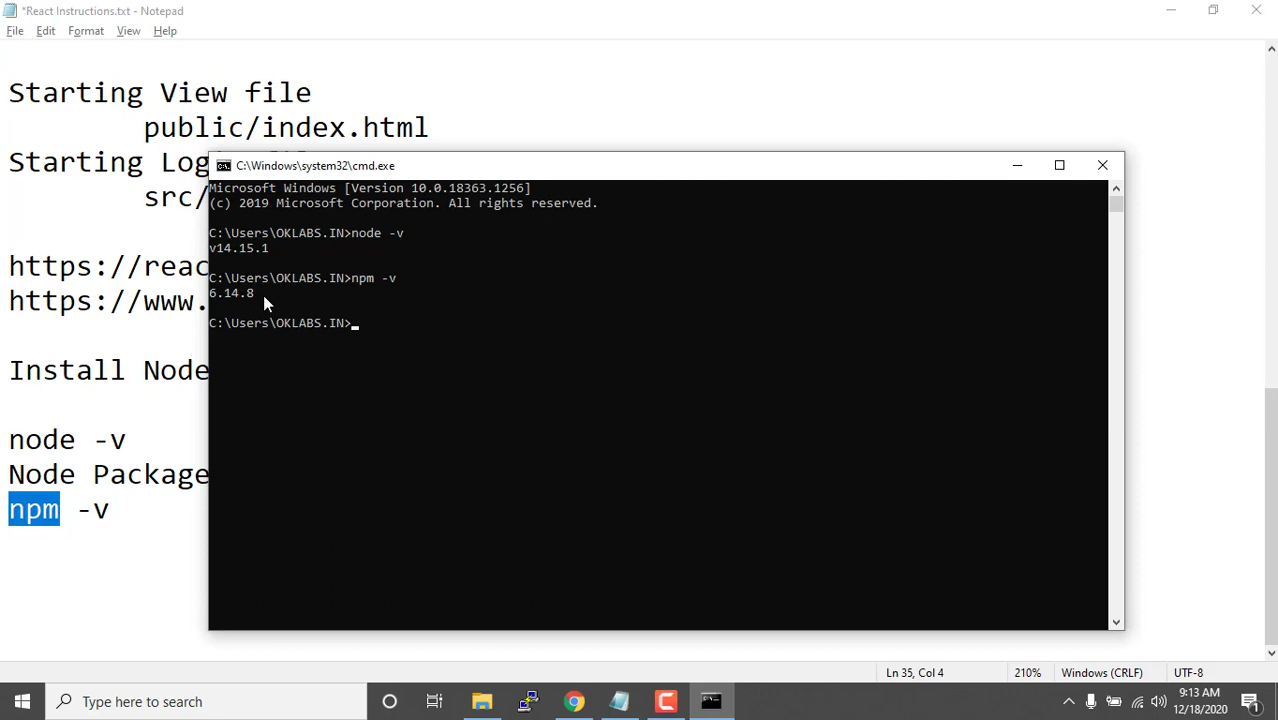 *React Instructions.txt - Notepad
File Edit Format View Help
Starting View file
public/index.html
Starting
src/
https://reac
https://www.
Install Node
node -v
Node Package
npm -v
C:\Windows\system32\cmd.exe
Microsoft Windows [Version 10.0.18363.1256]
(c) 2019 Microsoft Corporation. All rights reserved.
C:\Users\OKLABS.IN>node -v
v14.15.1
C:\Users\OKLABS.IN>npm -v
6.14.8
C:\Users\OKLABS.IN>
Ln 35, Col 4
210%
Windows (CRLF)
UTF-8
Type here to search
9:13 AM
12/18/2020
1